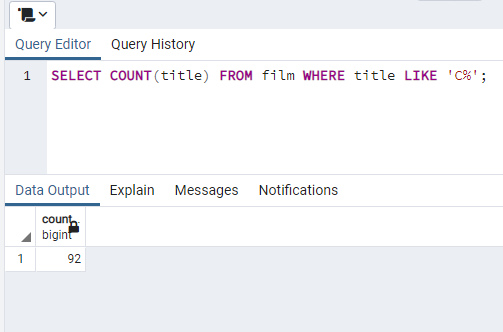 Query Editor Query History
1 SELECT COUNT(title) FROM film WHERE title LIKE 'C%';
Data Output Explain Messages Notifications
count
bigint
1 92